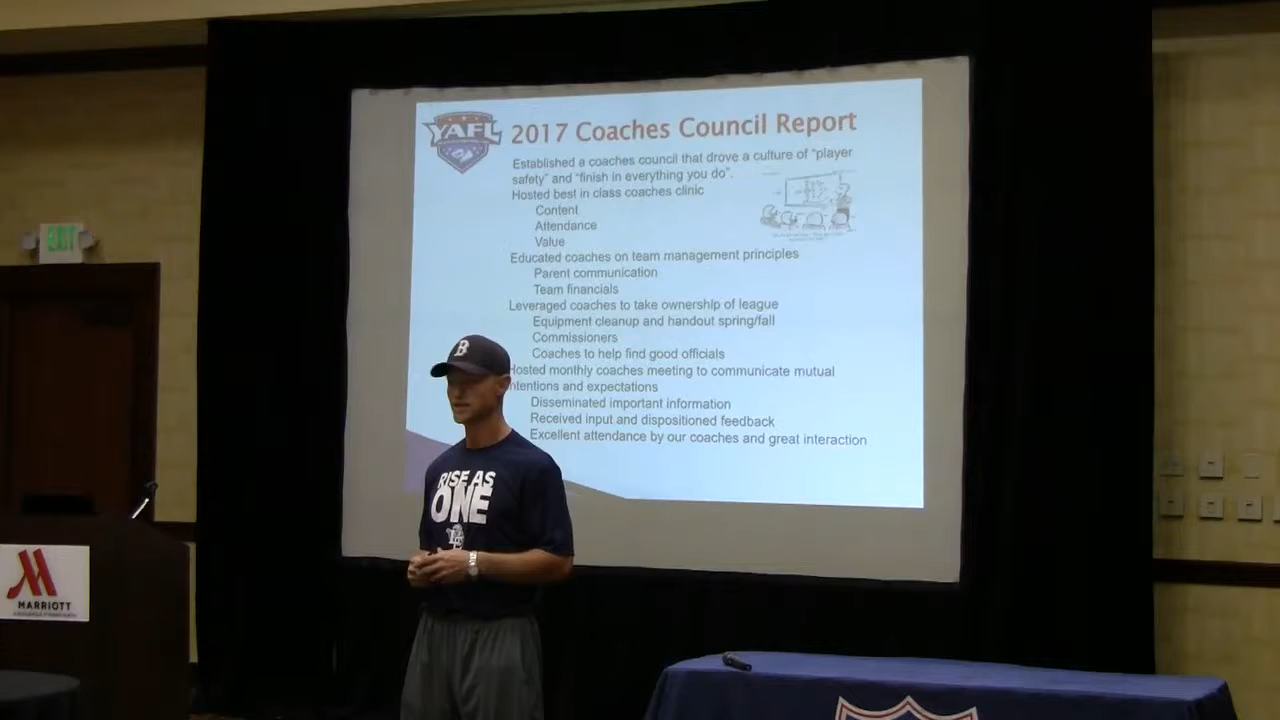 YAFL
2017 Coaches Council Report
Established a coaches council that drove a culture of “player
safety” and “finish in everything you do”.
Hosted best in class coaches clinic
Content
Attendance
Value
Educated coaches on team management principles
Parent communication
Team financials
Leveraged coaches to take ownership of league
Equipment cleanup and handout spring/fall
Commissioners
Coaches to help find good officials
Hosted monthly coaches meeting to communicate mutual
intentions and expectations
Disseminated important information
Received input and dispositioned feedback
Excellent attendance by our coaches and great interaction
EXIT
B
RISE AS
ONE
MARRIOTT